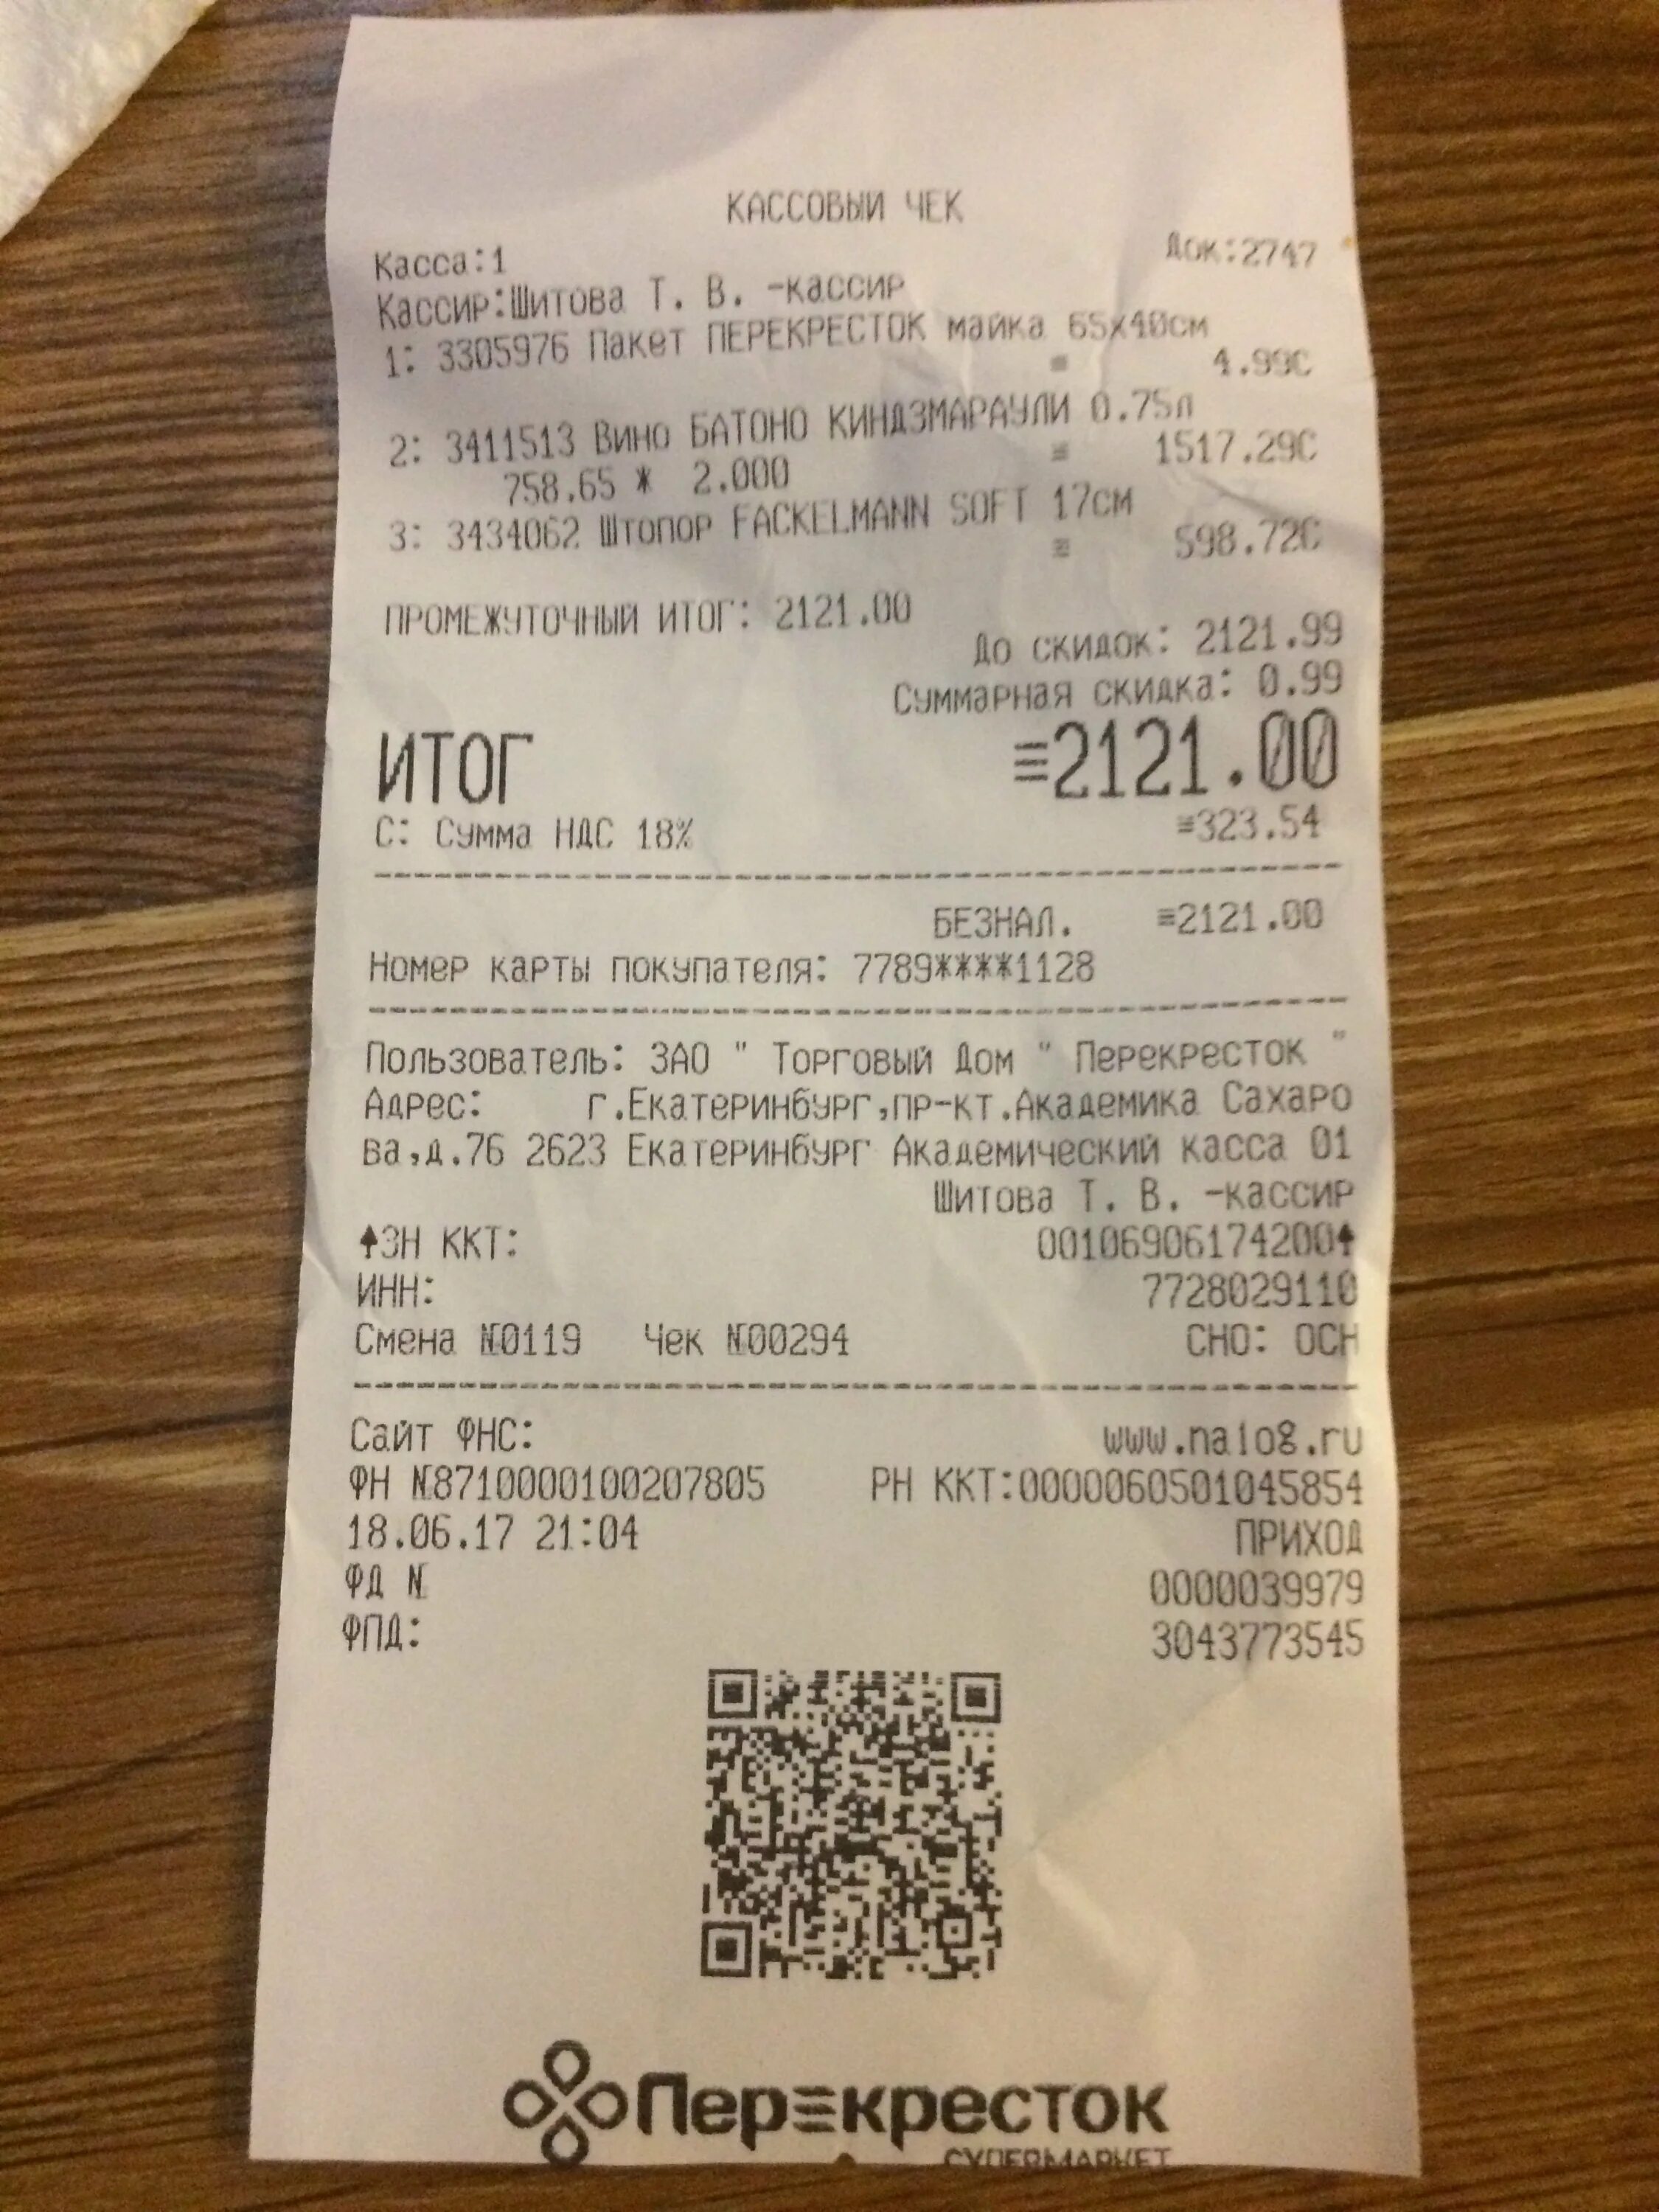 КАССОВЫЙ ЧЕК
Касса:1 Док:2747
Кассир:Шитова Т. В. -кассир
1: 3305976 Пакет ПЕРЕКРЕСТОК майка 65х40см
≡ 4.99С
2: 3411513 Вино БАТОНО КИНДЗМАРАУЛИ 0.75л
758.65 * 2.000 ≡ 1517.29С
3: 3434062 Штопор FACKELMANN SOFT 17см
≡ 598.72С
ПРОМЕЖУТОЧНЫЙ ИТОГ: 2121.00
До скидок: 2121.99
Суммарная скидка: 0.99
ИТОГ ≡2121.00
С: Сумма НДС 18% ≡323.54
БЕЗНАЛ. ≡2121.00
Номер карты покупателя: 7789****1128
Пользователь: ЗАО " Торговый Дом " Перекресток "
Адрес: г.Екатеринбург,пр-кт.Академика Сахаро
ва,д.76 2623 Екатеринбург Академический касса 01
Шитова Т. В. -кассир
ЗН ККТ: 001069061742004
ИНН: 7728029110
Смена №0119 Чек №00294 СНО: ОСН
Сайт ФНС: www.nalog.ru
ФН №8710000100207805 РН ККТ:0000060501045854
18.06.17 21:04 ПРИХОД
ФД № 0000039979
ФПД: 3043773545
Перекресток
СУПЕРМАРКЕТ